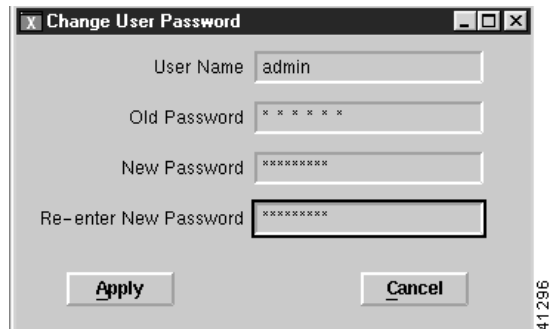 X Change User Password
User Name admin
Old Password * * * * * *
New Password *********
Re-enter New Password *********
Apply Cancel
41296